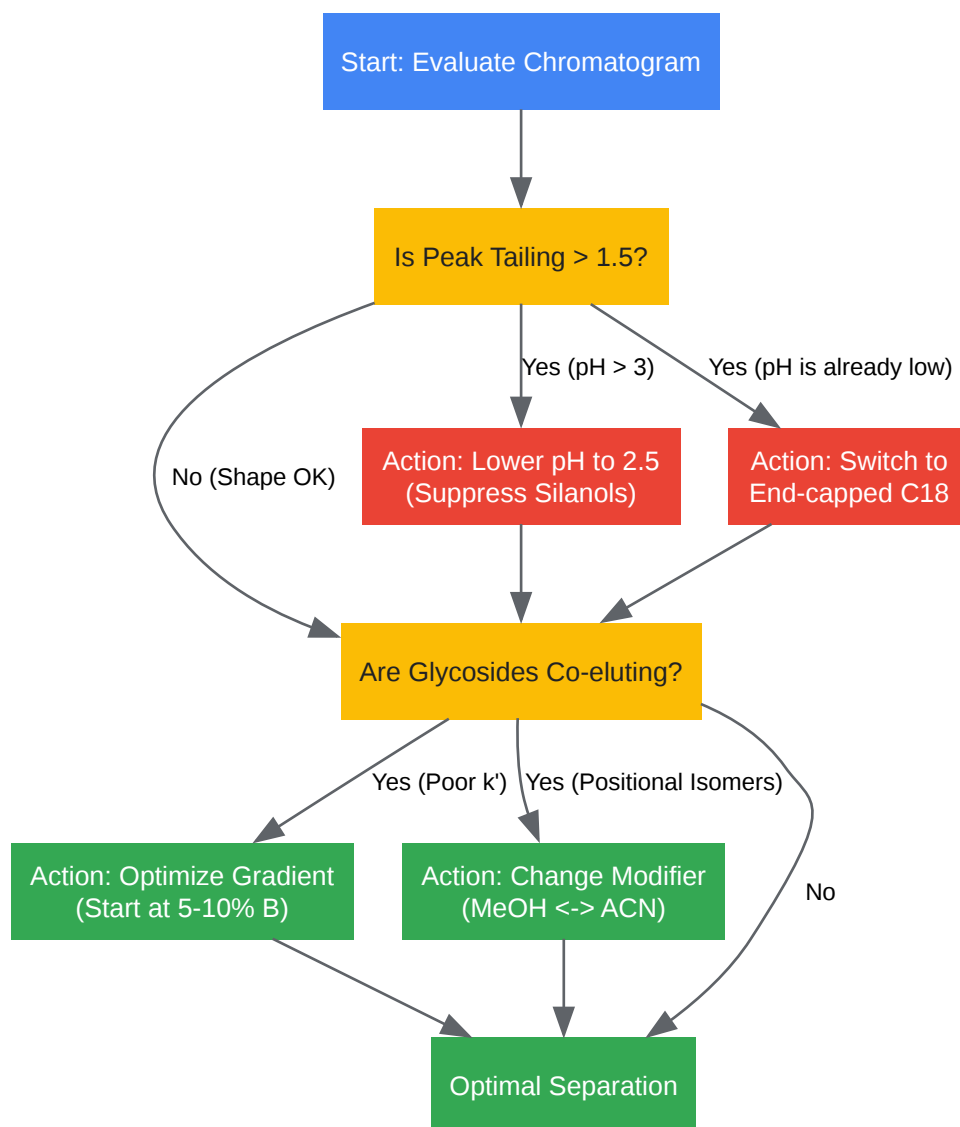 Start: Evaluate Chromatogram
Is Peak Tailing > 1.5?
Yes (pH > 3)
Yes (pH is already low)
No (Shape OK)
Action: Lower pH to 2.5
(Suppress Silanols)
Action: Switch to
End-capped C18
Are Glycosides Co-eluting?
Yes (Poor k')
Yes (Positional Isomers)
No
Action: Optimize Gradient
(Start at 5-10% B)
Action: Change Modifier
(MeOH <-> ACN)
Optimal Separation